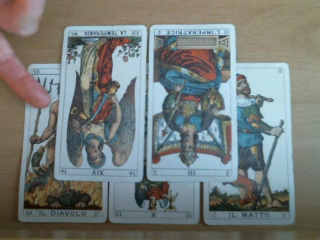 XIV LA TEMPERANZA
L'IMPERATRICE
XIV
III
X
IL DIAVOLO
IL MATTO